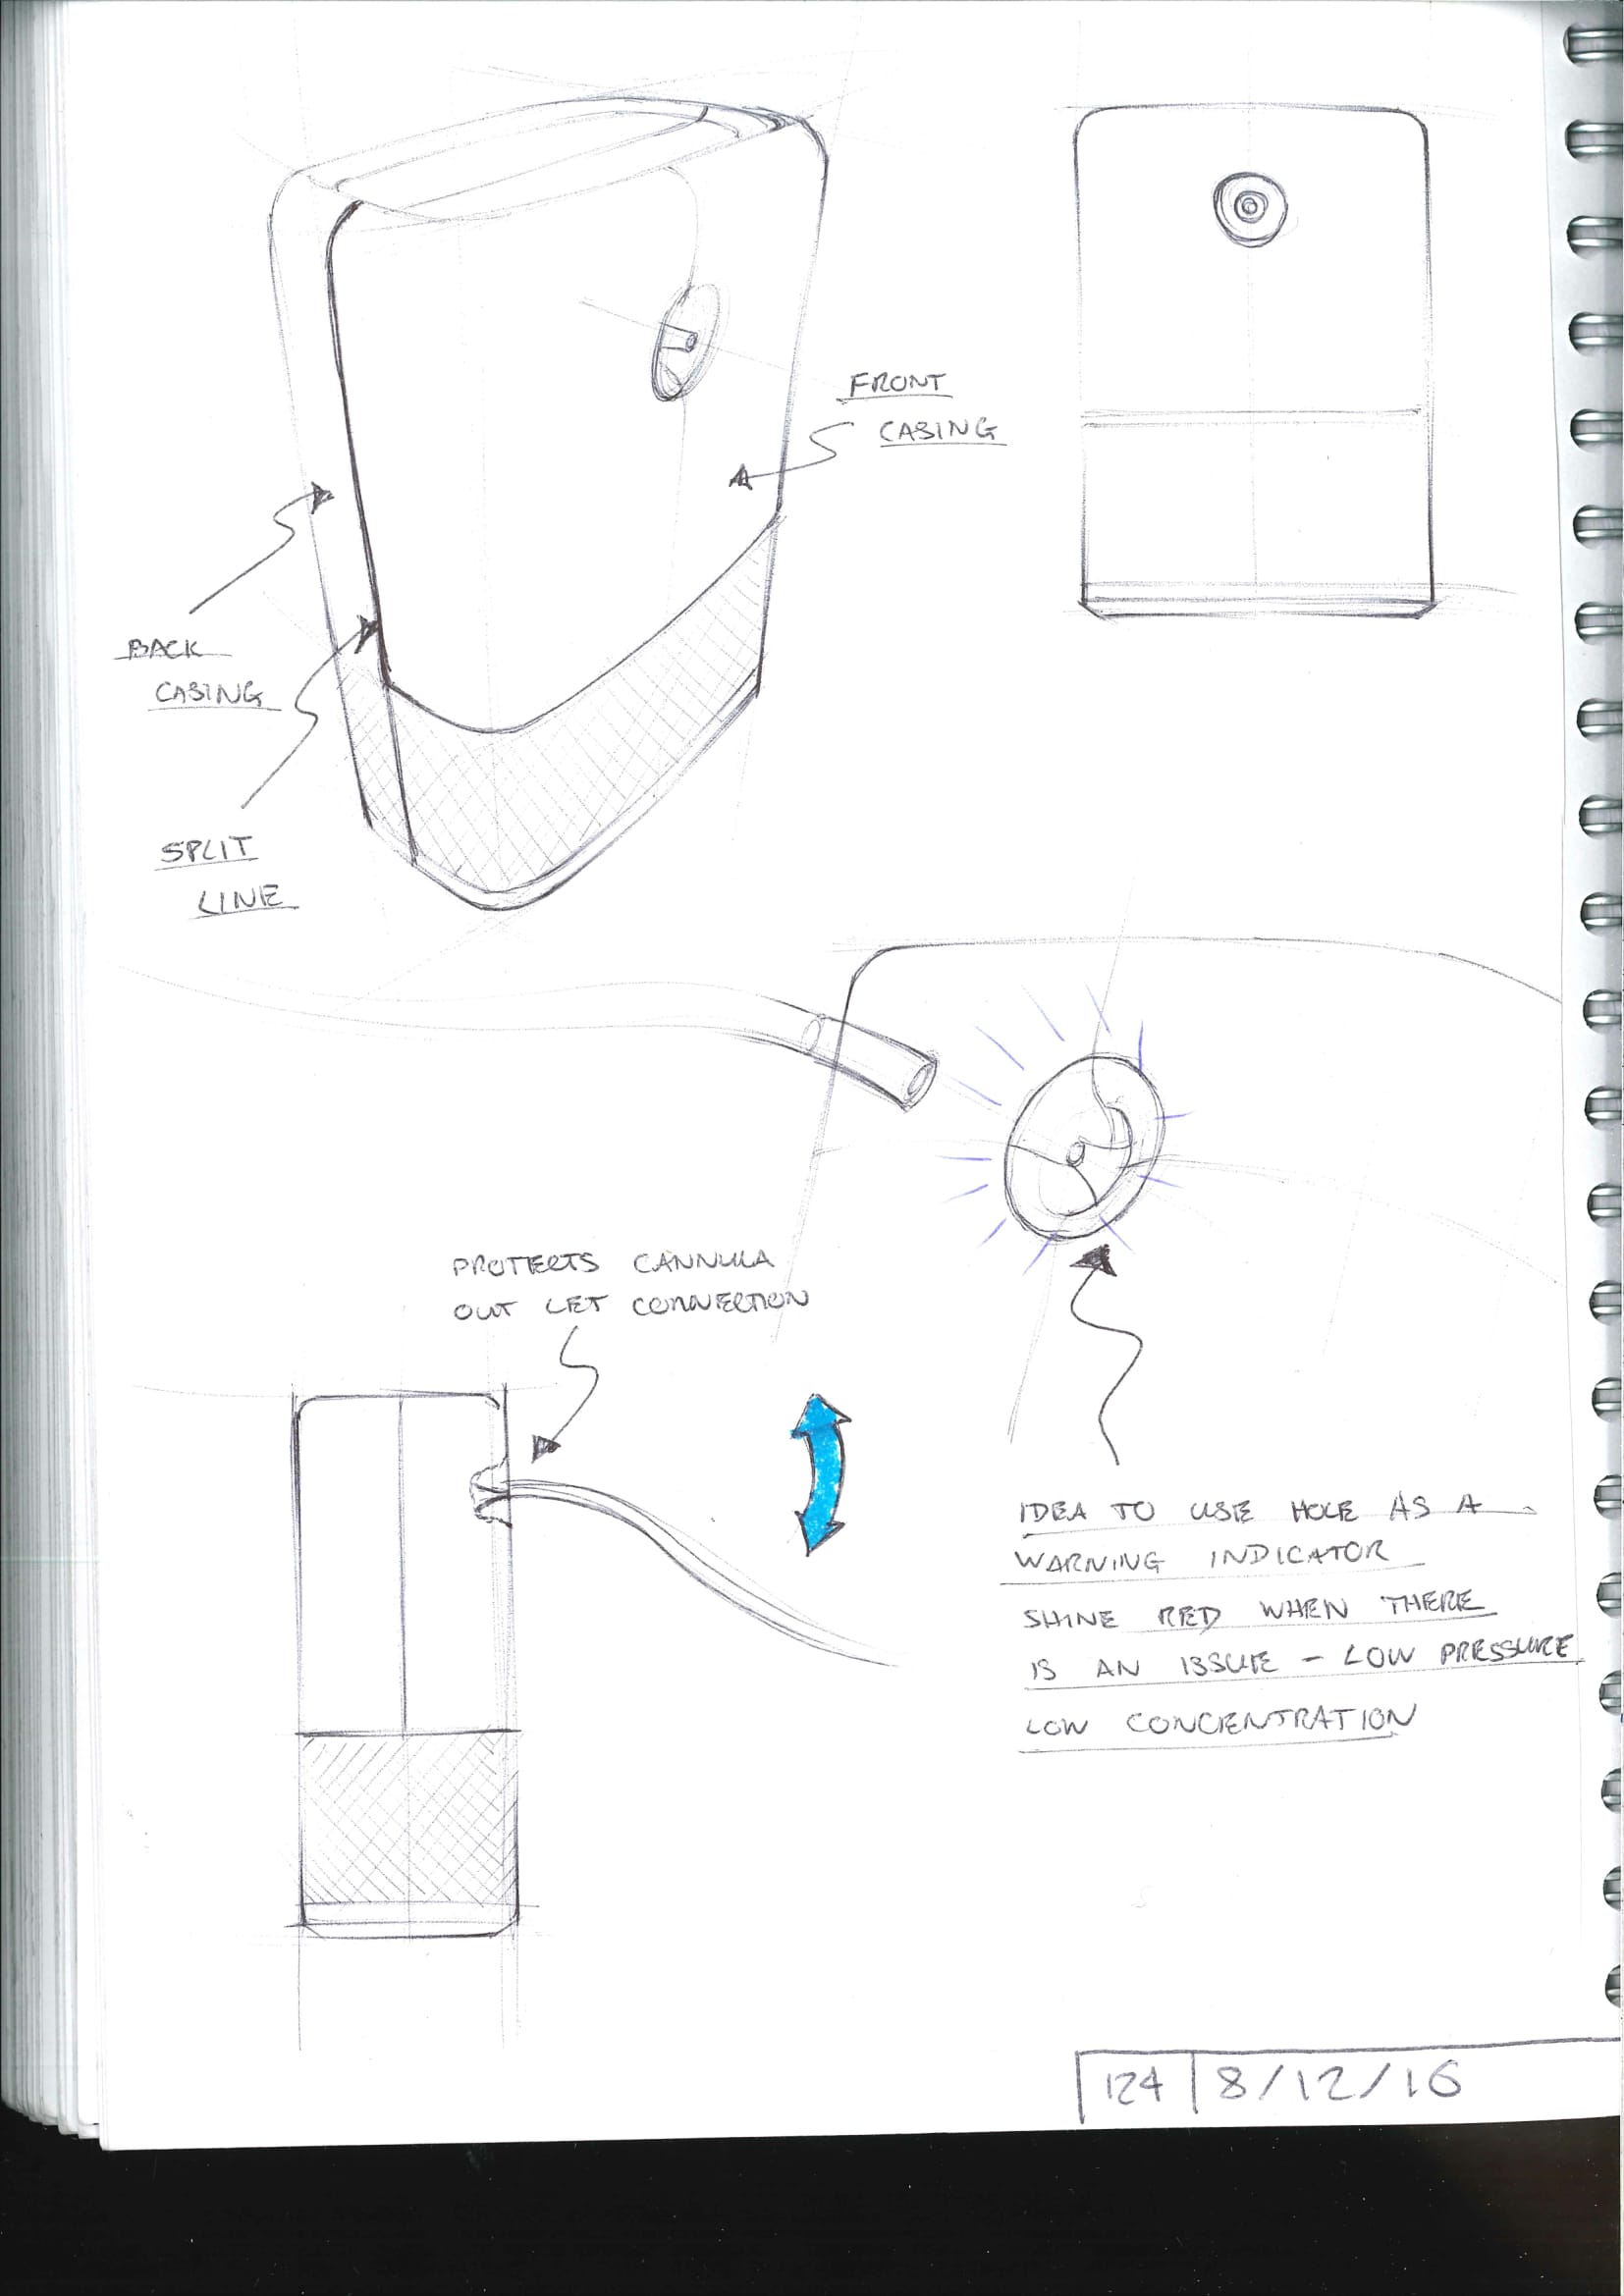 FRONT
CASING
BACK
CASING
SPLIT
LINE
PROTECTS CANNULA
OUT LET CONNECTION
IDEA TO USE HOLE AS A
WARNING INDICATOR
SHINE RED WHEN THERE
IS AN ISSUE - LOW PRESSURE
LOW CONCENTRATION
124 8/12/16